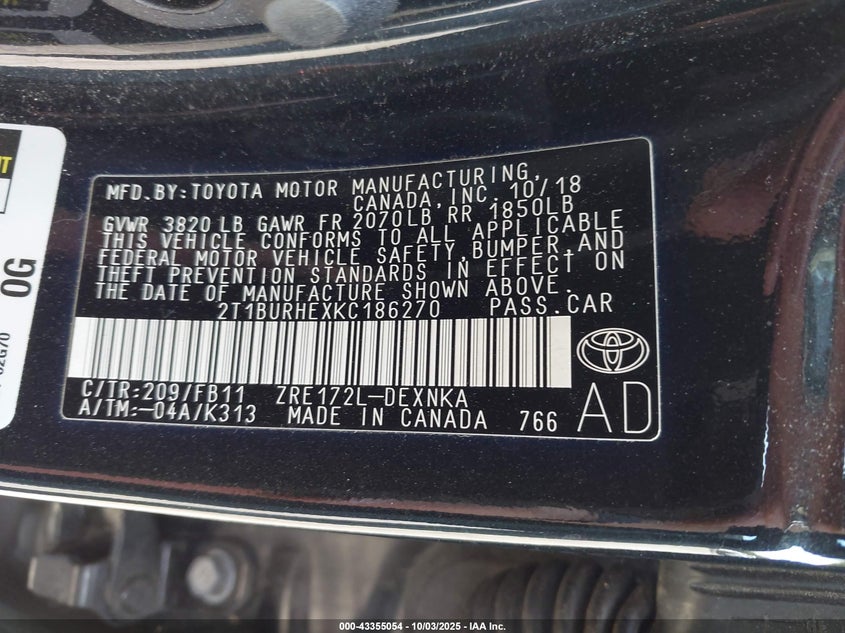 MFD.BY:TOYOTA MOTOR MANUFACTURING,
CANADA,INC. 10/18
GVWR 3820 LB GAWR FR 2070LB RR 1850LB
THIS VEHICLE CONFORMS TO ALL APPLICABLE
FEDERAL MOTOR VEHICLE SAFETY,BUMPER,AND
THEFT PREVENTION STANDARDS IN EFFECT ON
THE DATE OF MANUFACTURE SHOWN ABOVE.
2T1BURHEXKC186270 PASS.CAR
C/TR:209/FB11 ZRE172L-DEXNKA
A/TM:-04A/K313 MADE IN CANADA 766
AD
OG
000-43355054 - 10/03/2025 - IAA Inc.